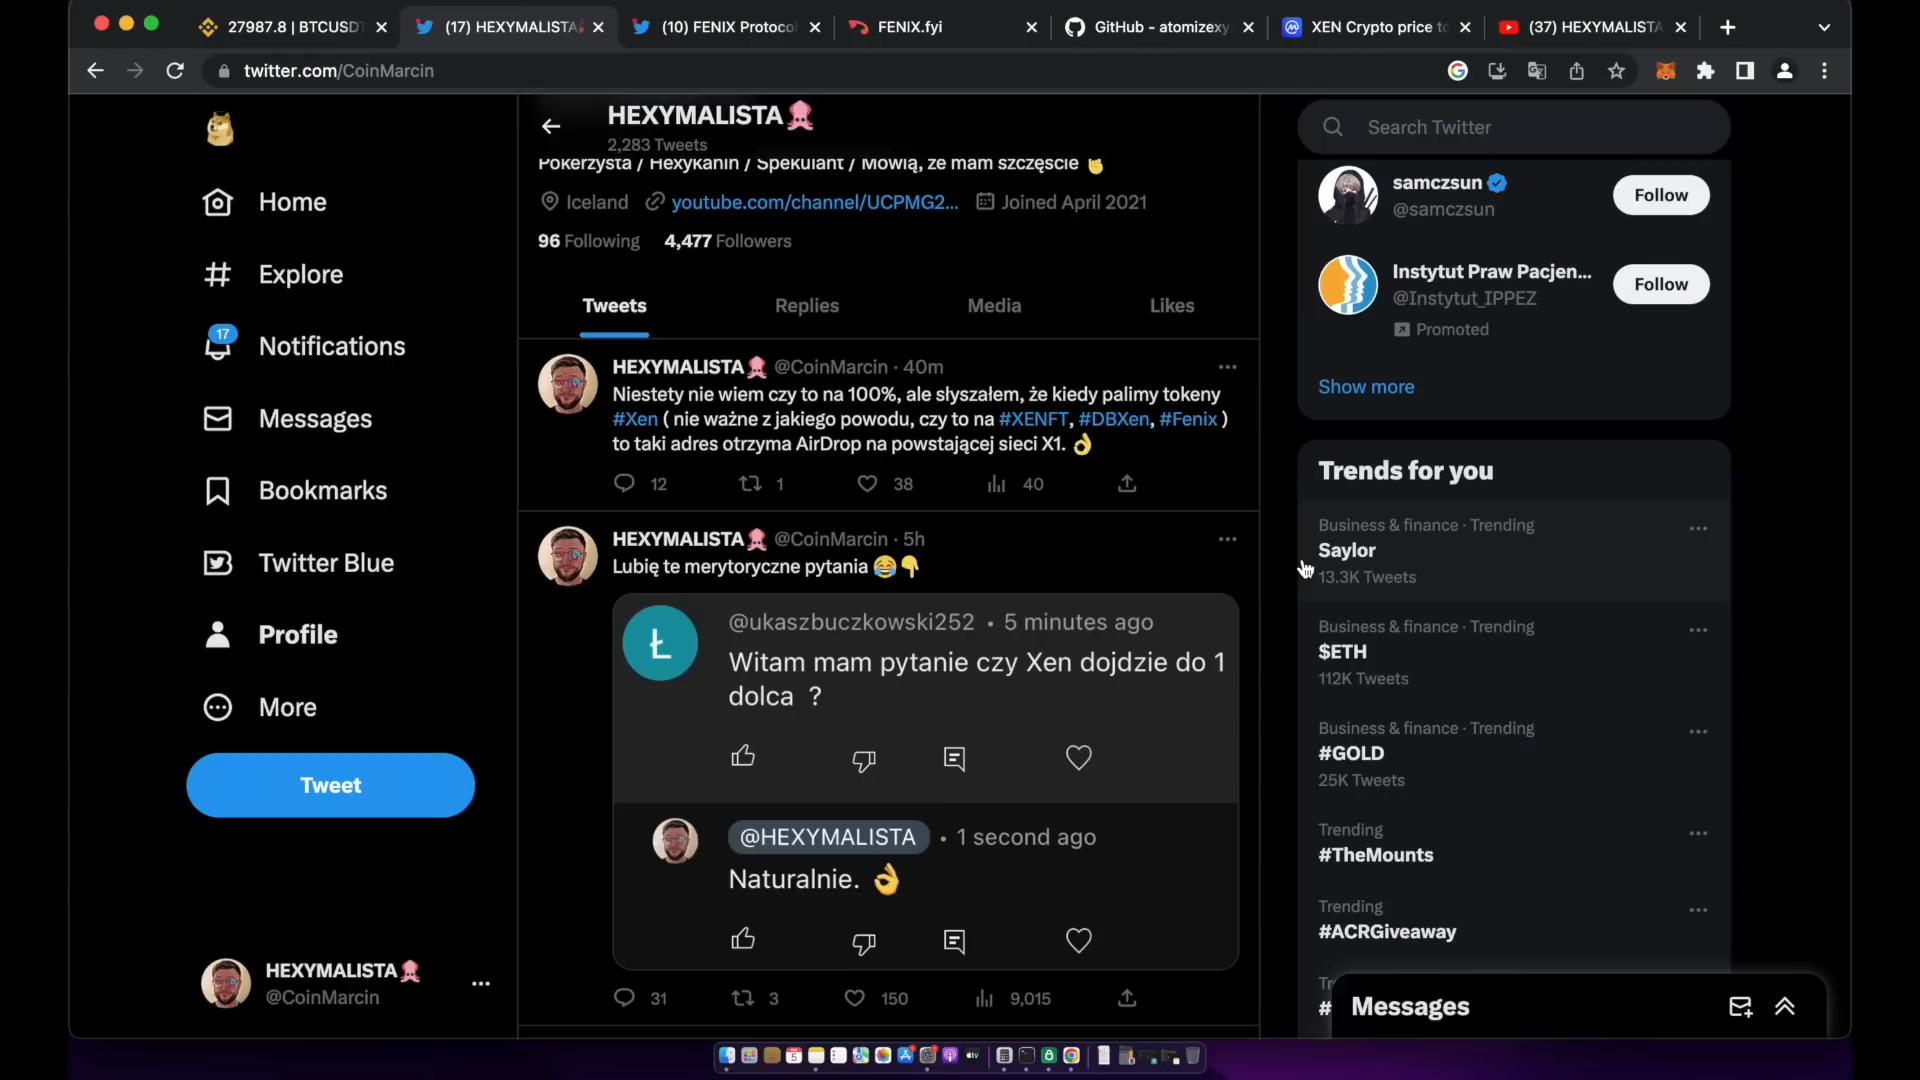 27987.8 | BTCUSDT
(17) HEXYMALISTA
(10) FENIX Protoco
FENIX.fyi
GitHub - atomizexy
XEN Crypto price to
(37) HEXYMALISTA
twitter.com/CoinMarcin
HEXYMALISTA
2,283 Tweets
Pokerzysta / Hexykanin / Spekulant / Mówią, że mam szczęście
Iceland
youtube.com/channel/UCPMG2...
Joined April 2021
96 Following
4,477 Followers
Tweets
Replies
Media
Likes
Home
Explore
17
Notifications
Messages
Bookmarks
Twitter Blue
Profile
More
Tweet
HEXYMALISTA
@CoinMarcin
HEXYMALISTA @CoinMarcin · 40m
Niestety nie wiem czy to na 100%, ale słyszałem, że kiedy palimy tokeny
#Xen ( nie ważne z jakiego powodu, czy to na #XENFT, #DBXen, #Fenix )
to taki adres otrzyma AirDrop na powstającej sieci X1. 👌
12
1
38
40
HEXYMALISTA @CoinMarcin · 5h
Lubię te merytoryczne pytania 😂👇
Ł
@ukaszbuczkowski252 • 5 minutes ago
Witam mam pytanie czy Xen dojdzie do 1
dolca ?
@HEXYMALISTA • 1 second ago
Naturalnie. 👌
31
3
150
9,015
Search Twitter
samczsun
@samczsun
Follow
Instytut Praw Pacjen...
@Instytut_IPPEZ
Promoted
Follow
Show more
Trends for you
Business & finance · Trending
Saylor
13.3K Tweets
Business & finance · Trending
$ETH
112K Tweets
Business & finance · Trending
#GOLD
25K Tweets
Trending
#TheMounts
Trending
#ACRGiveaway
Tr
#
Messages